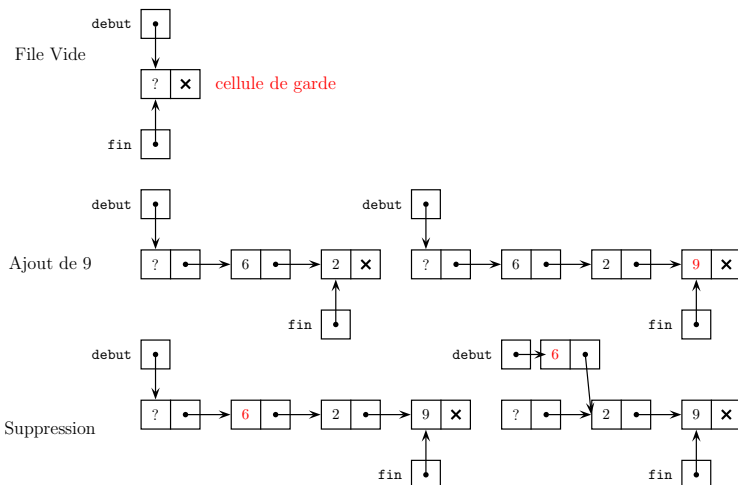 debut
File Vide
? × cellule de garde
fin
debut debut
Ajout de 9
? 6 2 × ? 6 2 9 ×
fin fin
debut debut 6
Suppression
? 6 2 9 × ? 2 9 ×
fin fin